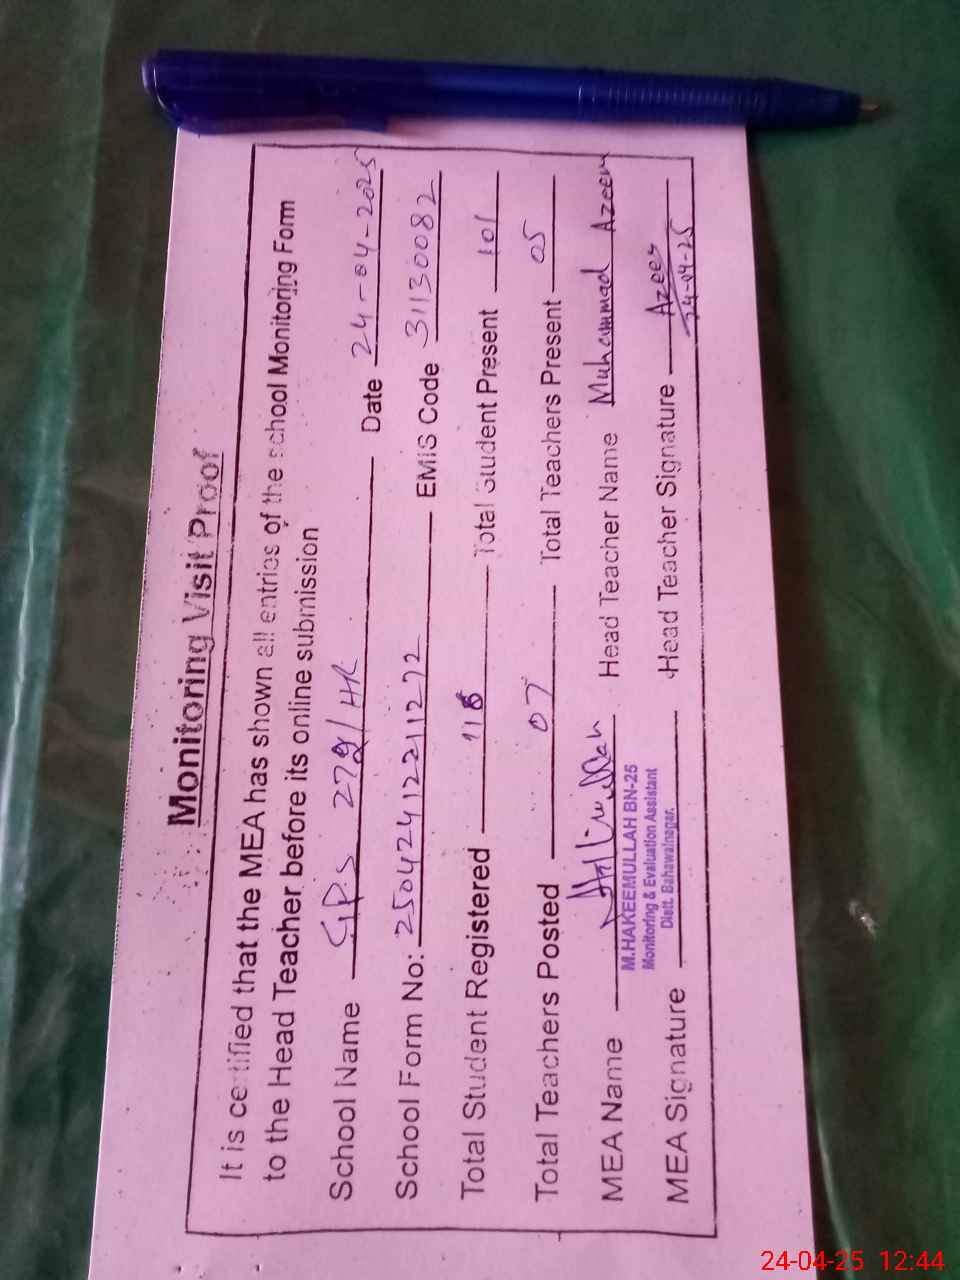 Monitoring Visit Proof
It is certified that the MEA has shown all entries of the school Monitoring Form
to the Head Teacher before its online submission
School Name GPS 279/HR Date 24-04-2025
School Form No: 25042412211272 EMIS Code 31130082
Total Student Registered 116 Total Student Present 101
Total Teachers Posted 07 Total Teachers Present 05
MEA Name Head Teacher Name Muhammad Azeem
M.HAKEEMULLAH BN-25
Monitoring & Evaluation Assistant
Distt. Bahawalnagar.
MEA Signature Head Teacher Signature Azeem
24-04-25
24-04-25 12:44